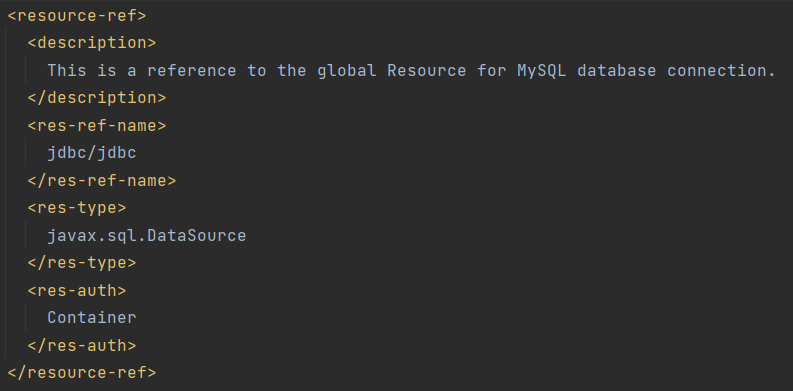 <resource-ref>
  <description>
    This is a reference to the global Resource for MySQL database connection.
  </description>
  <res-ref-name>
    jdbc/jdbc
  </res-ref-name>
  <res-type>
    javax.sql.DataSource
  </res-type>
  <res-auth>
    Container
  </res-auth>
</resource-ref>